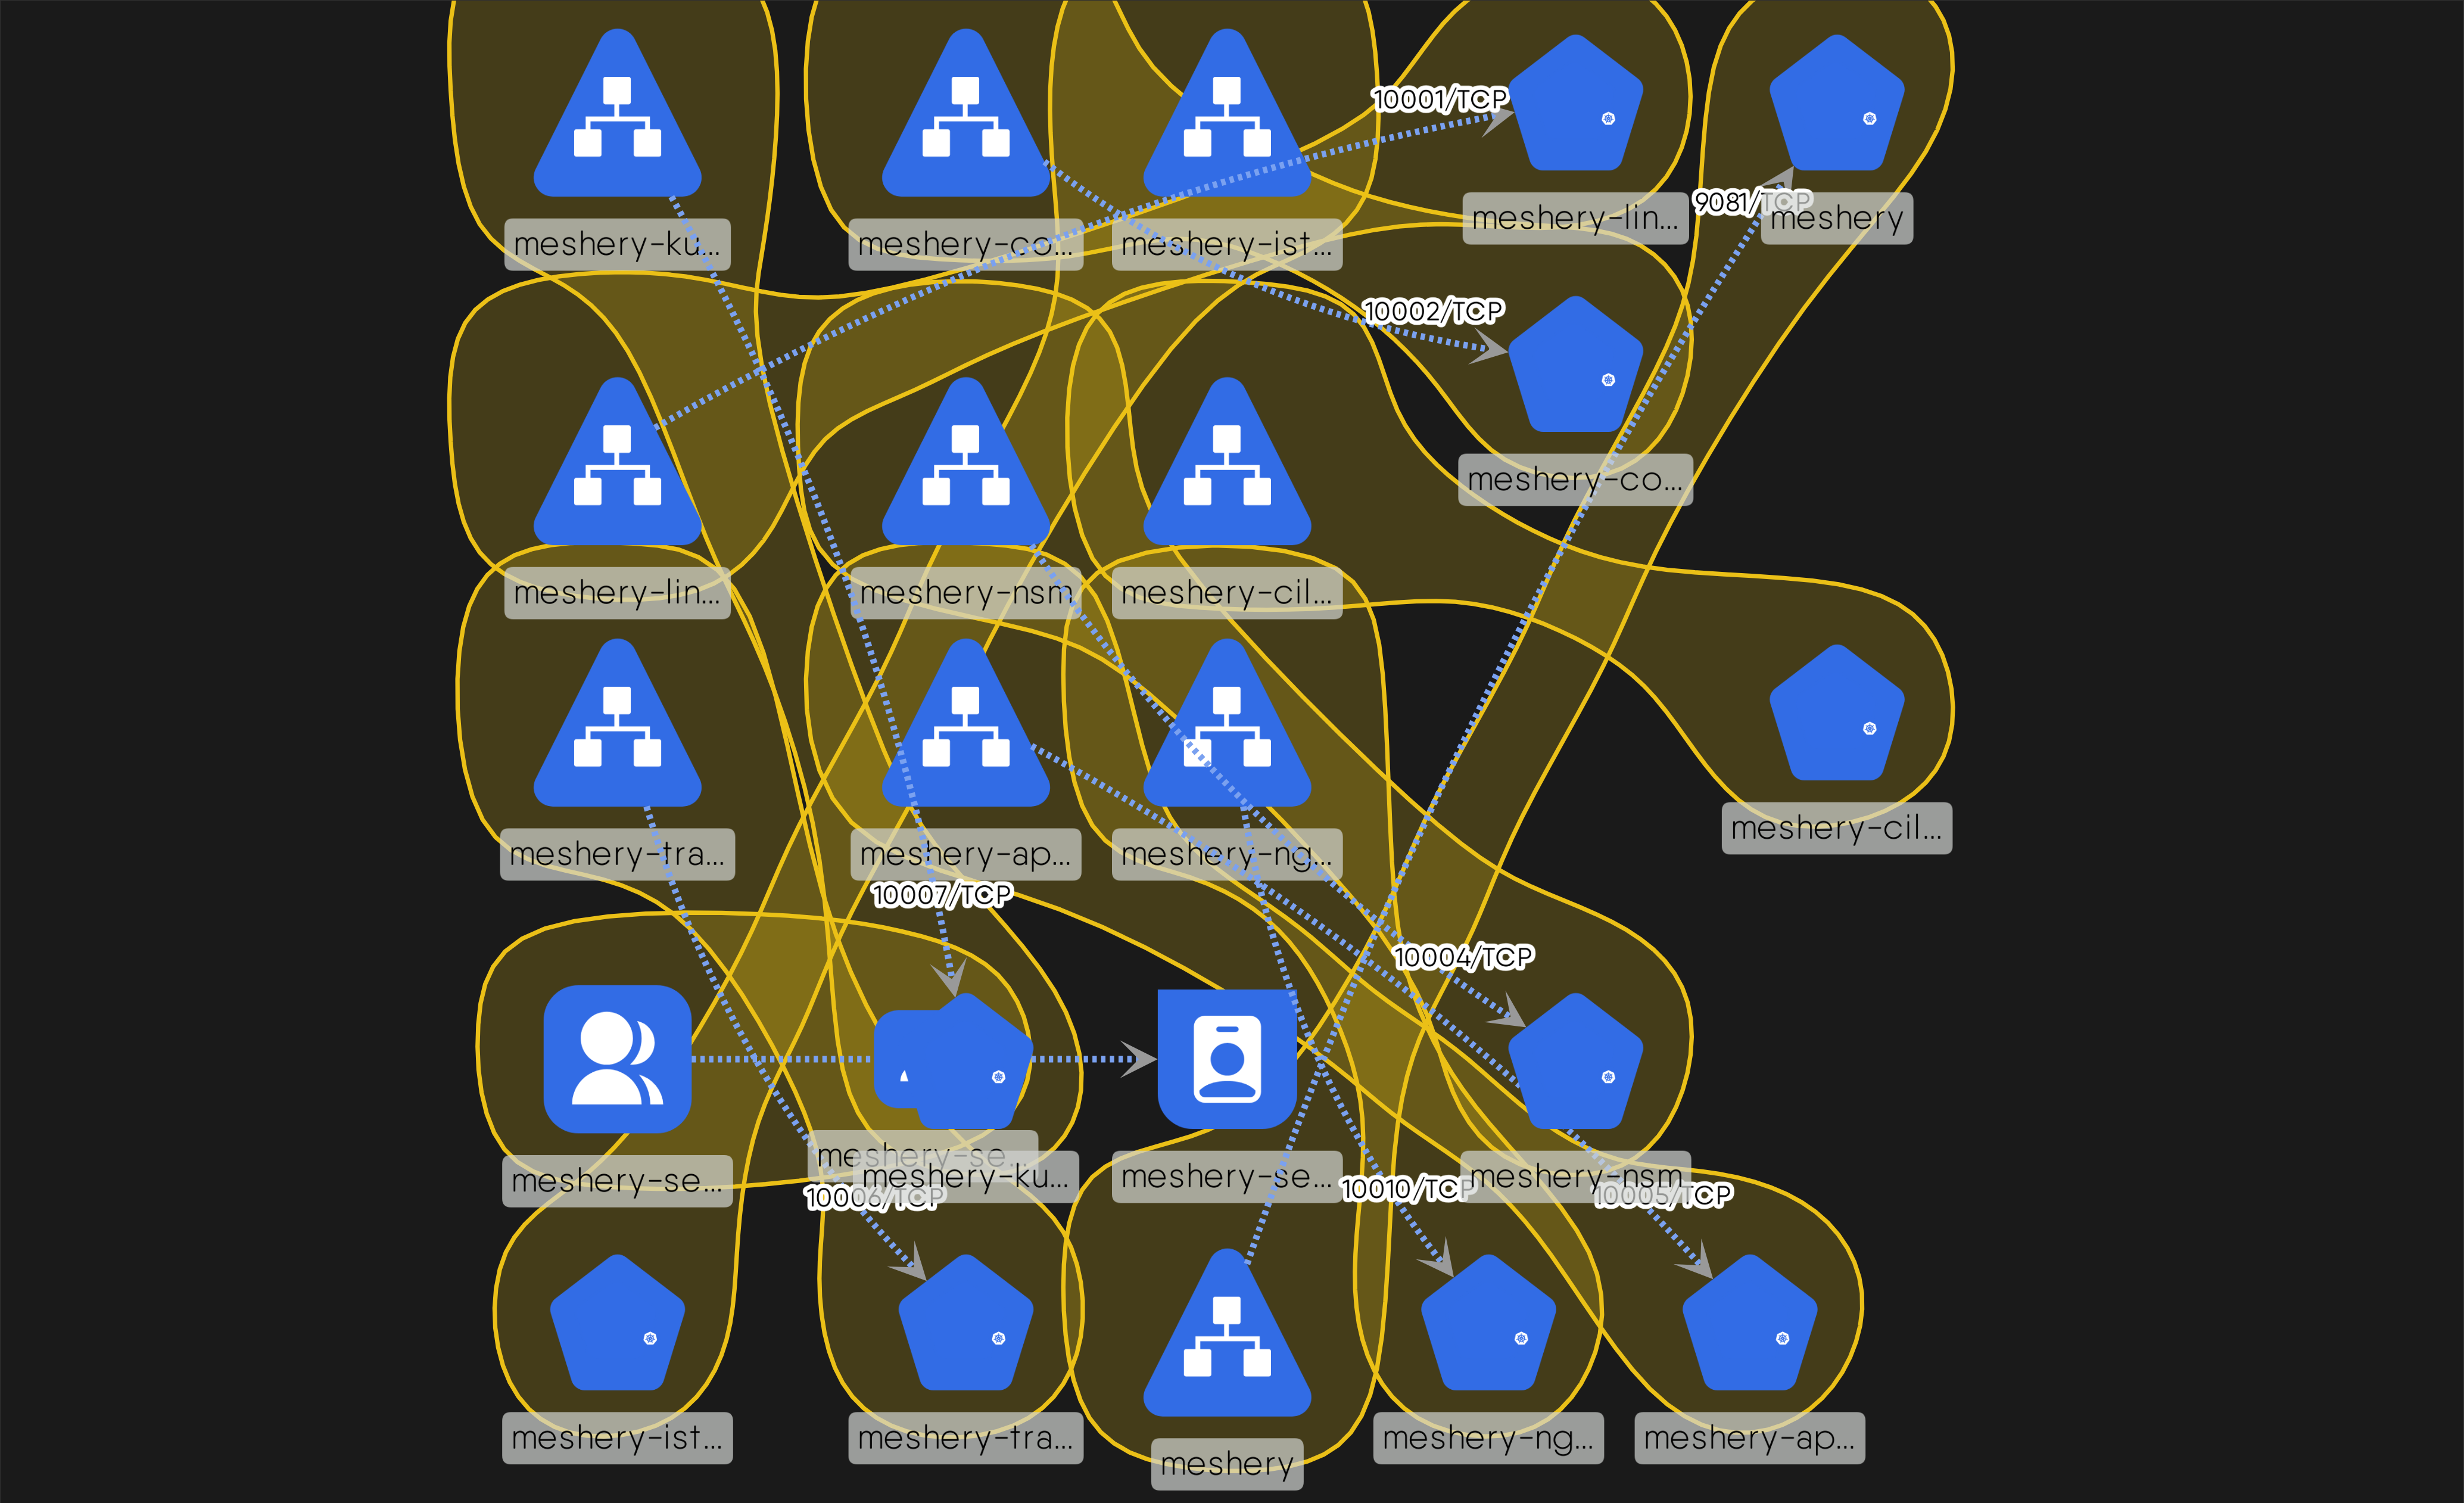 10001/TCP
9081/TCP
meshery-ku...
meshery-co...
meshery-ist...
meshery-lin...
meshery
10002/TCP
meshery-co...
meshery-lin...
meshery-nsm
meshery-cil...
meshery-tra...
meshery-ap...
meshery-ng...
meshery-cil...
10007/TCP
10004/TCP
meshery-se...
meshery-se...
meshery-ku...
meshery-se...
meshery-nsm
10006/TCP
10010/TCP
10005/TCP
meshery-ist...
meshery-tra...
meshery
meshery-ng...
meshery-ap...